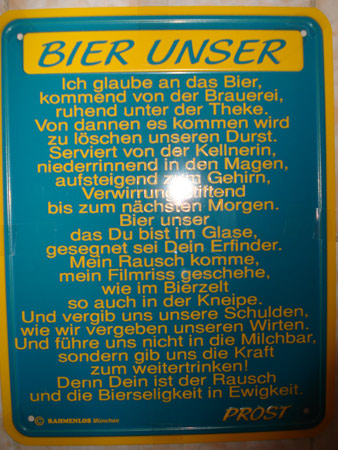 BIER UNSER
Ich glaube an das Bier,
kommend von der Brauerei,
ruhend unter der Theke.
Von dannen es kommen wird
zu löschen unseren Durst.
Serviert von der Kellnerin,
niederrinnend in den Magen,
aufsteigend zum Gehirn,
Verwirrung stiftend
bis zum nächsten Morgen.
Bier unser
das Du bist im Glase,
gesegnet sei Dein Erfinder.
Mein Rausch komme,
mein Filmriss geschehe,
wie im Bierzelt
so auch in der Kneipe.
Und vergib uns unsere Schulden,
wie wir vergeben unseren Wirten.
Und führe uns nicht in die Milchbar,
sondern gib uns die Kraft
zum weitertrinken!
Denn Dein ist der Rausch
und die Bierseligkeit in Ewigkeit.
© RAHMENLOS München
PROST